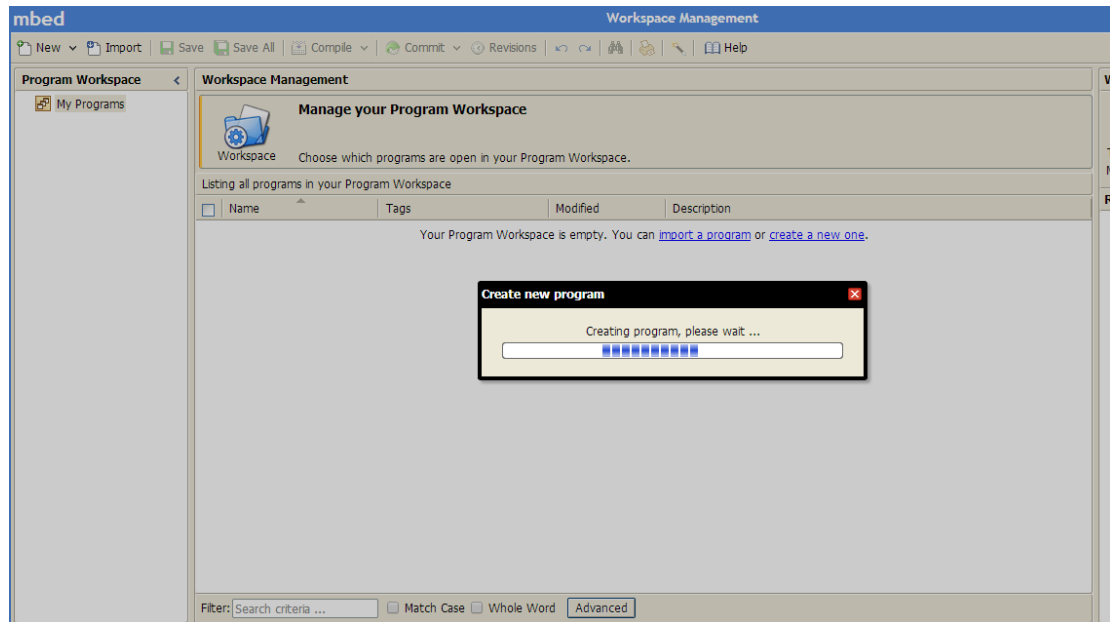 mbed Workspace Management
New Import Save Save All Compile Commit Revisions Help
Program Workspace < Workspace Management
My Programs
Manage your Program Workspace
Workspace Choose which programs are open in your Program Workspace.
Listing all programs in your Program Workspace
Name Tags Modified Description
Your Program Workspace is empty. You can import a program or create a new one.
Create new program
Creating program, please wait ...
Filter: Search criteria ... Match Case Whole Word Advanced